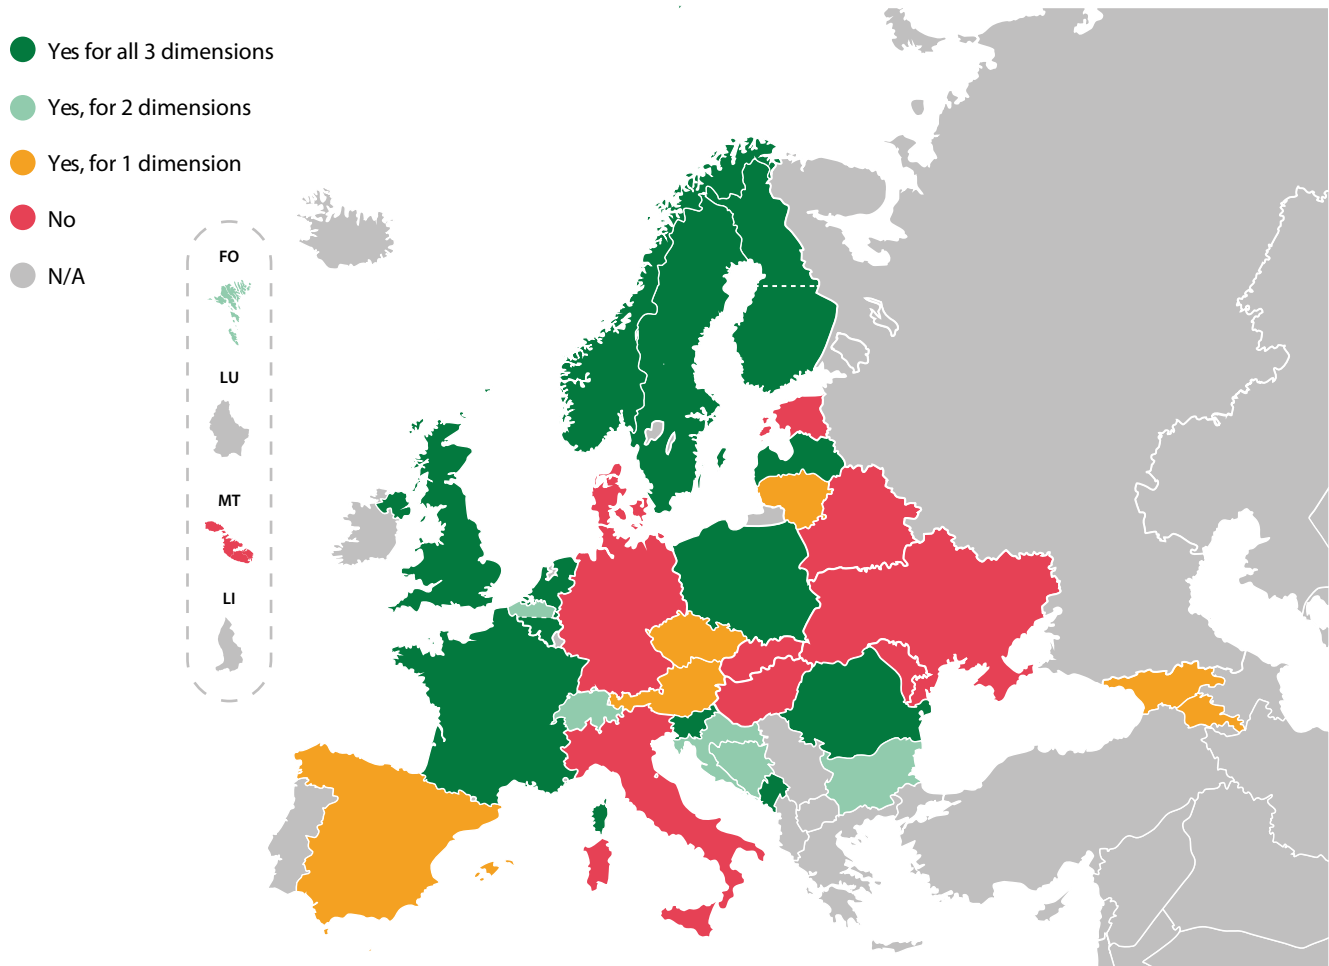 Yes for all 3 dimensions
Yes, for 2 dimensions
Yes, for 1 dimension
No
N/A
FO
LU
MT
LI